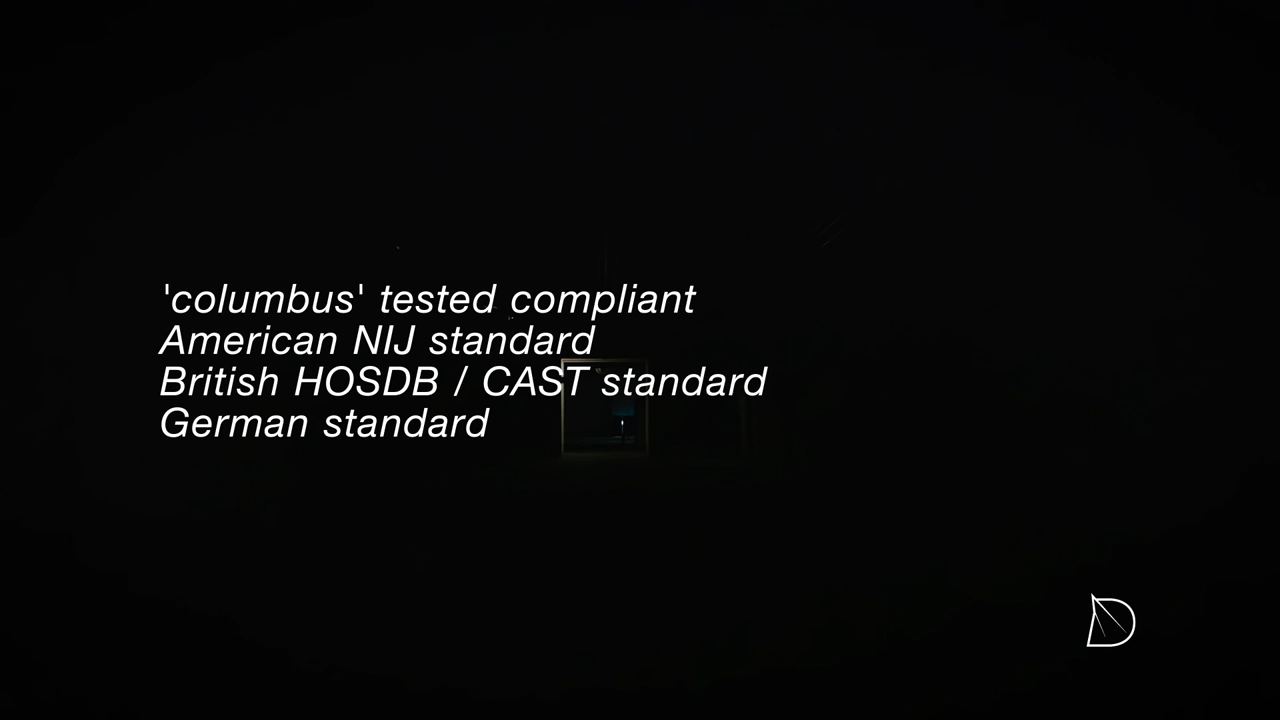 'columbus' tested compliant
American NIJ standard
British HOSDB / CAST standard
German standard